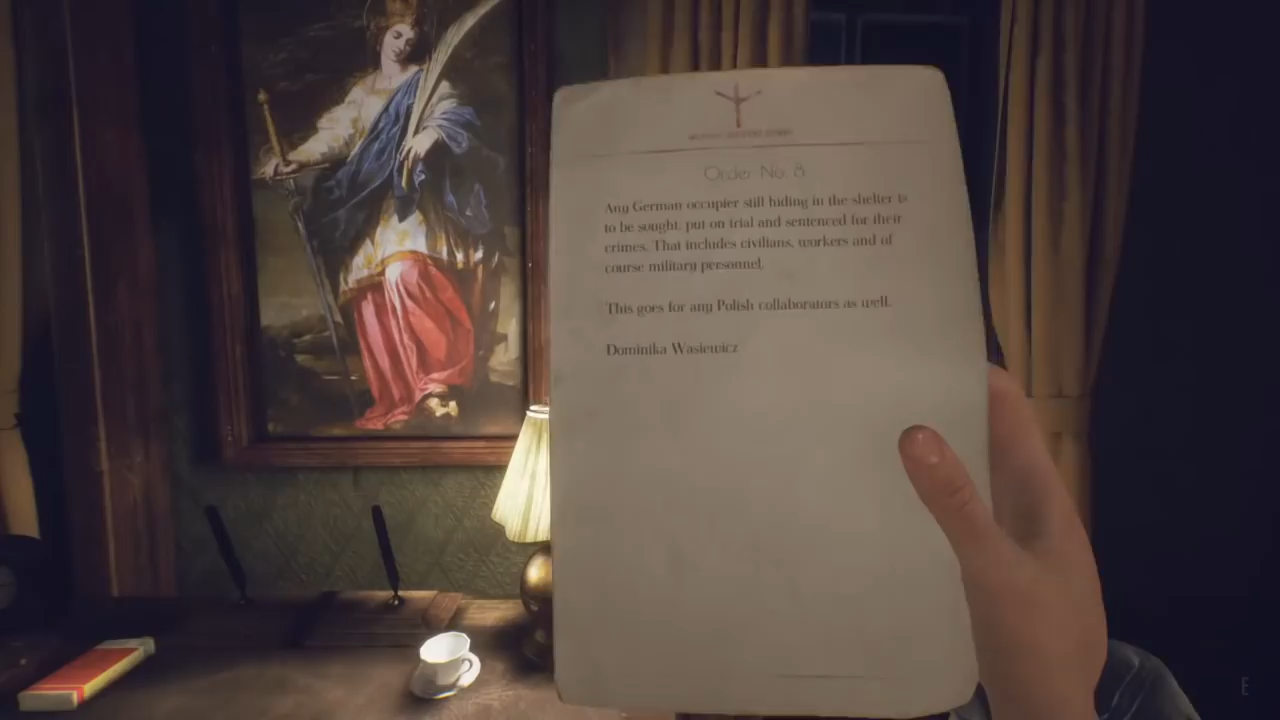 Order No. 8
Any German occupier still hiding in the shelter is
to be sought, put on trial and sentenced for their
crimes. That includes civilians, workers and of
course military personnel.
This goes for any Polish collaborators as well.
Dominika Wasiewicz
E